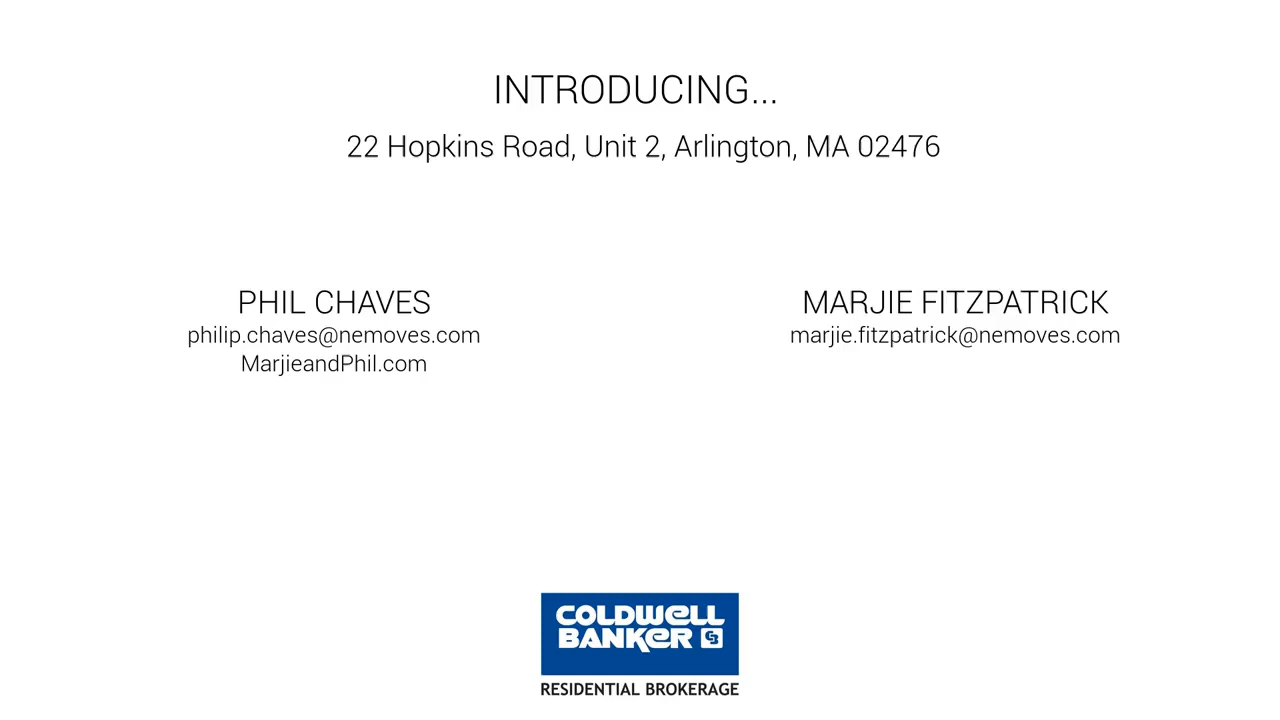 INTRODUCING...
22 Hopkins Road, Unit 2, Arlington, MA 02476
PHIL CHAVES
philip.chaves@nemoves.com
MarjieandPhil.com
MARJIE FITZPATRICK
marjie.fitzpatrick@nemoves.com
COLDWELL
BANKER CB
RESIDENTIAL BROKERAGE